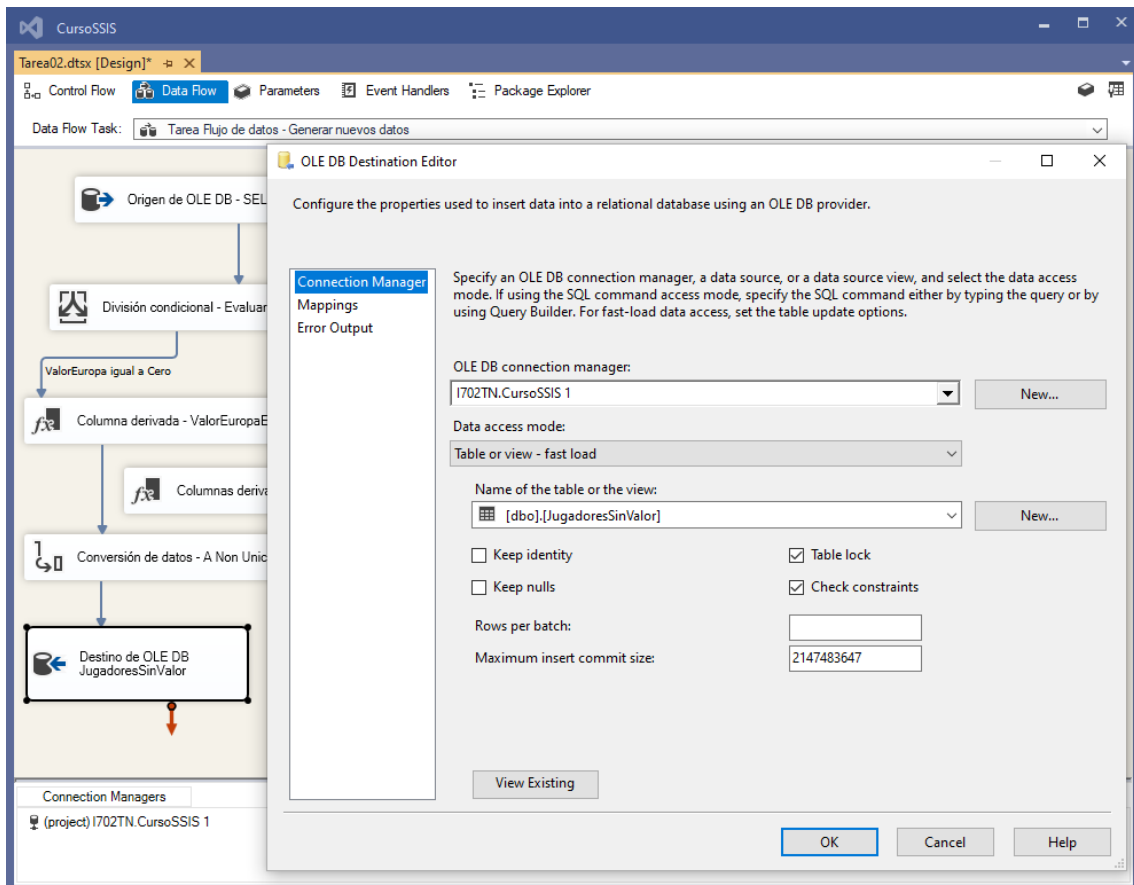 CursoSSIS
Tarea02.dtsx [Design]*
Control Flow
Data Flow
Parameters
Event Handlers
Package Explorer
Data Flow Task:
Tarea Flujo de datos - Generar nuevos datos
Origen de OLE DB - SEL
División condicional - Evaluar
ValorEuropa igual a Cero
Columna derivada - ValorEuropaE
Columnas deriva
Conversión de datos - A Non Unic
Destino de OLE DB
JugadoresSinValor
Connection Managers
(project) I702TN.CursoSSIS 1
OLE DB Destination Editor
Configure the properties used to insert data into a relational database using an OLE DB provider.
Connection Manager
Mappings
Error Output
Specify an OLE DB connection manager, a data source, or a data source view, and select the data access
mode. If using the SQL command access mode, specify the SQL command either by typing the query or by
using Query Builder. For fast-load data access, set the table update options.
OLE DB connection manager:
I702TN.CursoSSIS 1
New...
Data access mode:
Table or view - fast load
Name of the table or the view:
[dbo].[JugadoresSinValor]
New...
Keep identity
Table lock
Keep nulls
Check constraints
Rows per batch:
Maximum insert commit size:
2147483647
View Existing
OK
Cancel
Help